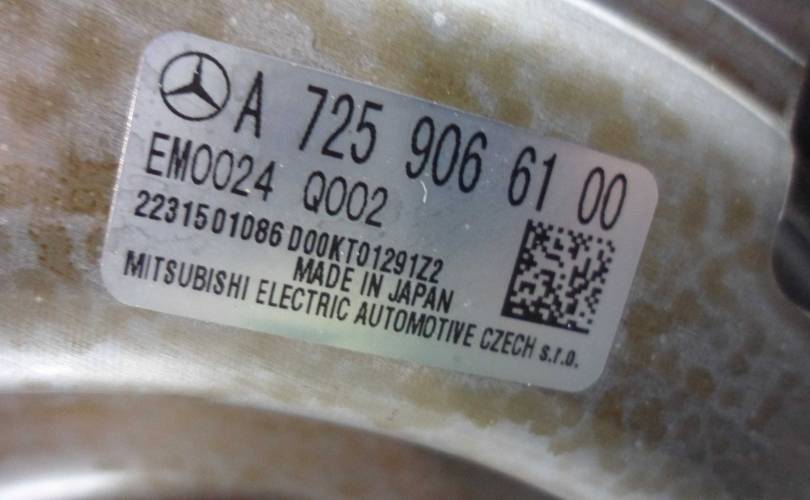 A 725 906 61 00
EM0024 Q002
2231501086 D00KT01291Z2
MADE IN JAPAN
MITSUBISHI ELECTRIC AUTOMOTIVE CZECH s.r.o.